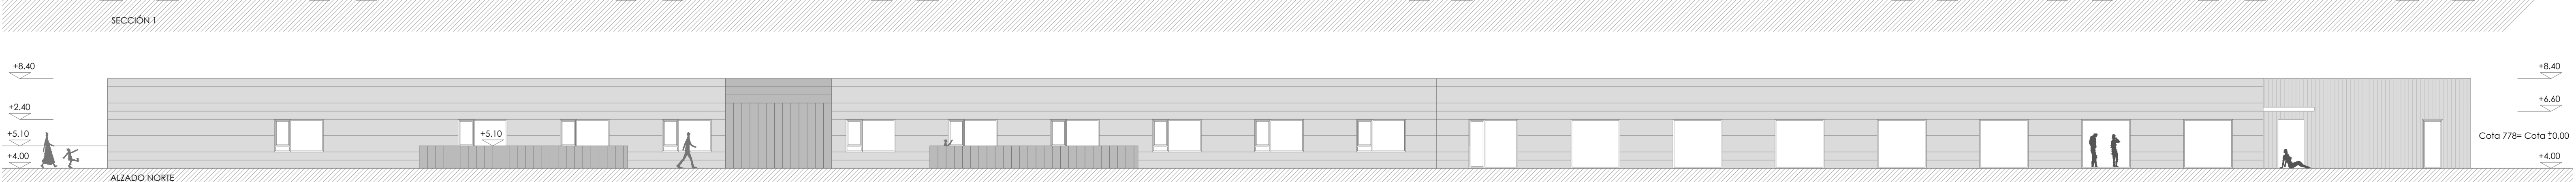 SECCIÓN 1
+8.40
+8.40
+2.40
+6.60
+5.10
+5.10
Cota 778= Cota ±0,00
+4.00
+4.00
ALZADO NORTE